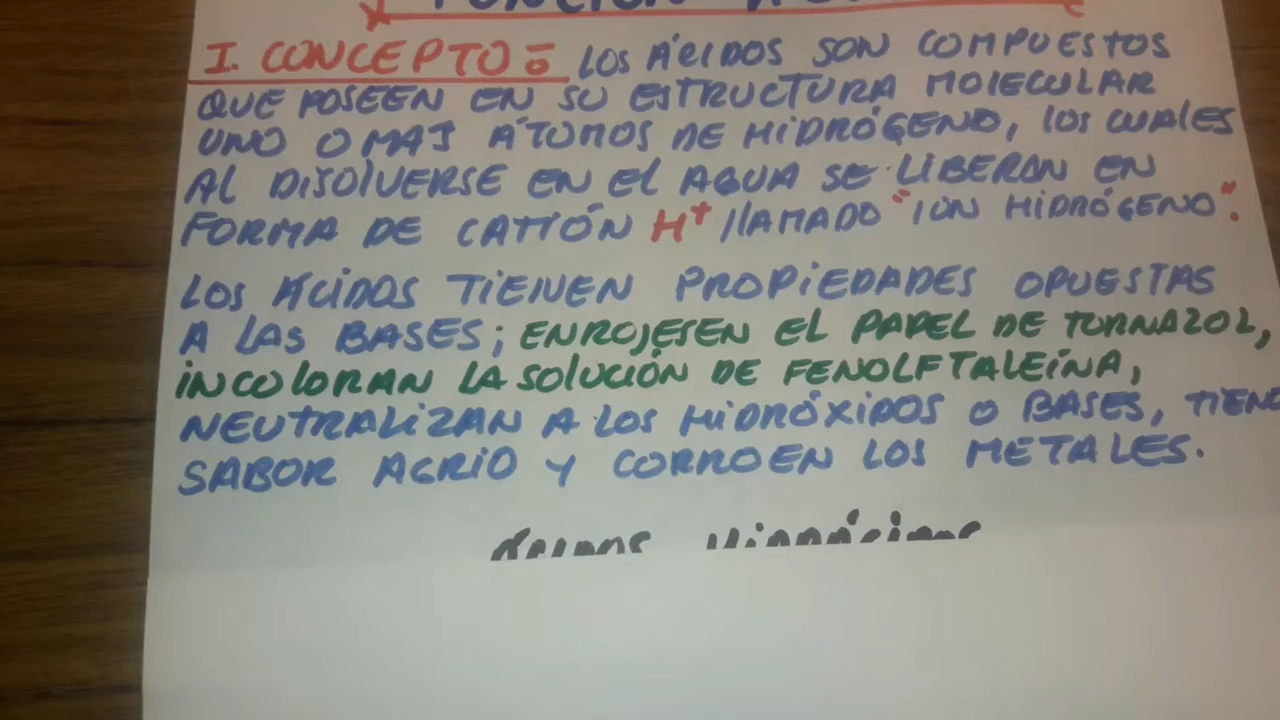 FUNCIÓN
I. CONCEPTO: LOS ÁCIDOS SON COMPUESTOS
QUE POSEEN EN SU ESTRUCTURA MOLECULAR
UNO O MAS ÁTOMOS DE HIDRÓGENO, LOS CUALES
AL DISOLVERSE EN EL AGUA SE LIBERAN EN
FORMA DE CATIÓN H+ LLAMADO "ION HIDRÓGENO".
LOS ÁCIDOS TIENEN PROPIEDADES OPUESTAS
A LAS BASES; ENROJESEN EL PAPEL DE TORNAZOL,
INCOLORAN LA SOLUCIÓN DE FENOLFTALEÍNA,
NEUTRALIZAN A LOS HIDRÓXIDOS O BASES, TIENE
SABOR AGRIO Y CORROEN LOS METALES.